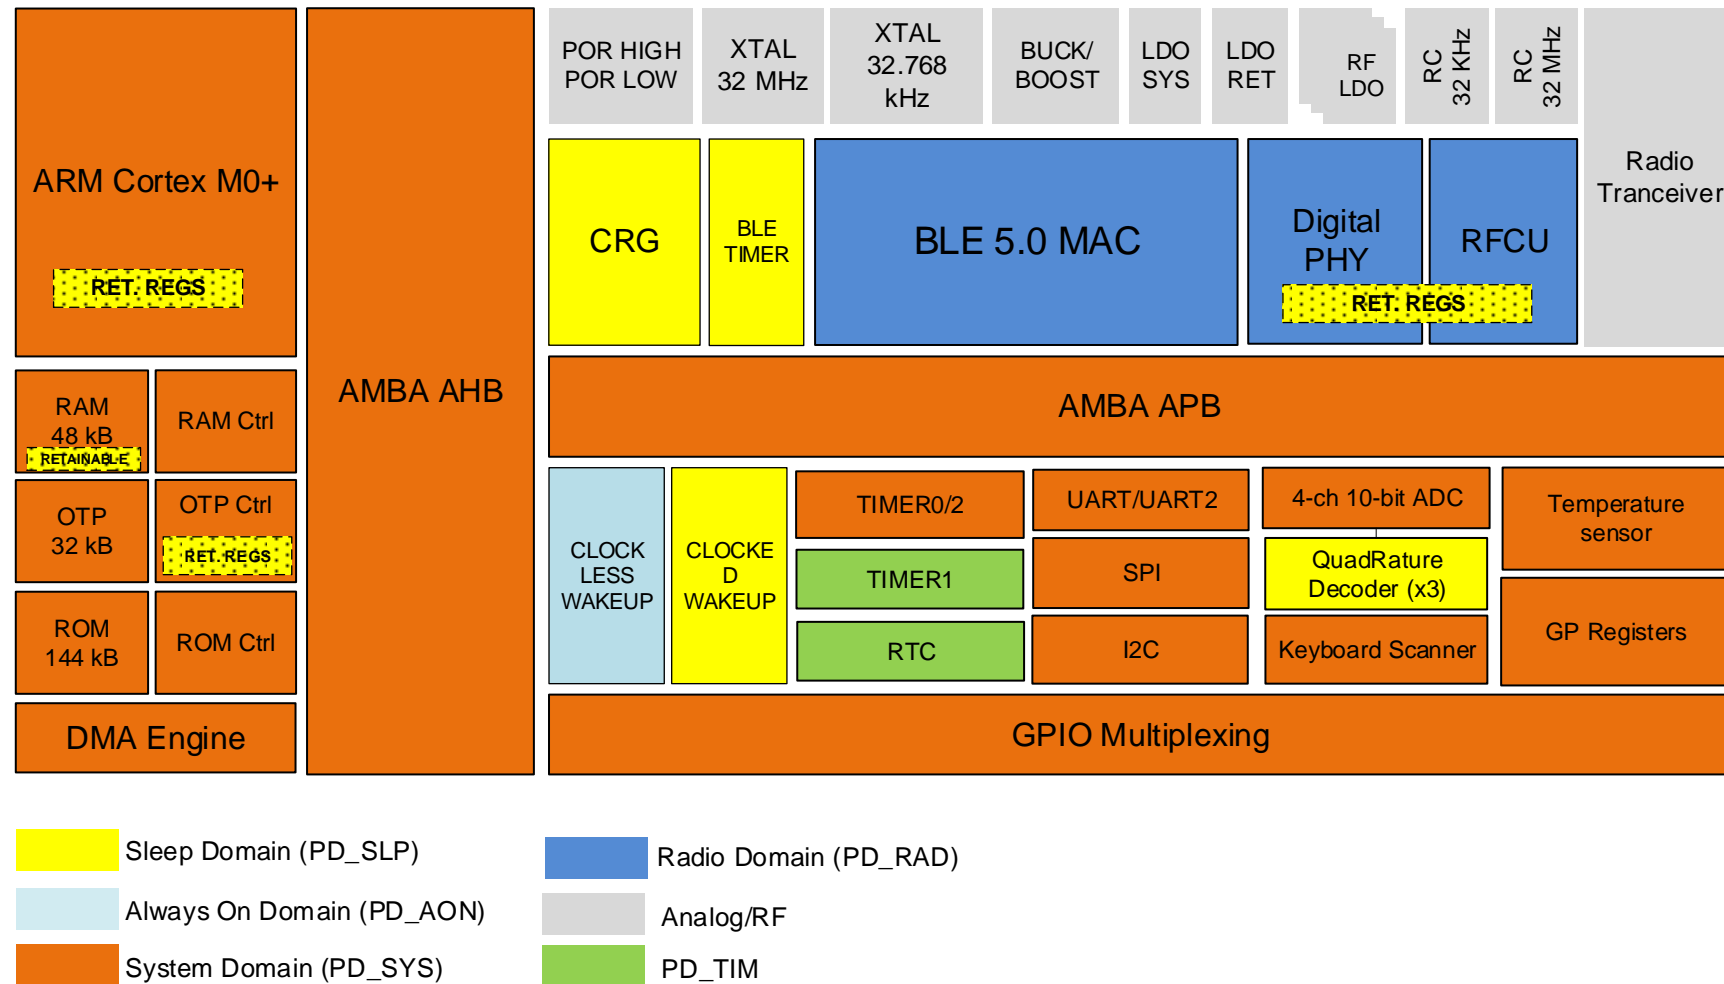 ARM Cortex M0+
RET. REGS
RAM
48 kB
RETAINABLE
RAM Ctrl
OTP
32 kB
OTP Ctrl
RET. REGS
ROM
144 kB
ROM Ctrl
DMA Engine
AMBA AHB
POR HIGH
POR LOW
XTAL
32 MHz
XTAL
32.768
kHz
BUCK/
BOOST
LDO
SYS
LDO
RET
RF
LDO
RC
32 KHz
RC
32 MHz
Radio
Tranceiver
CRG
BLE
TIMER
BLE 5.0 MAC
Digital
PHY
RFCU
RET. REGS
AMBA APB
CLOCK
LESS
WAKEUP
CLOCKE
D
WAKEUP
TIMER0/2
TIMER1
RTC
UART/UART2
SPI
I2C
4-ch 10-bit ADC
QuadRature
Decoder (x3)
Keyboard Scanner
Temperature
sensor
GP Registers
GPIO Multiplexing
Sleep Domain (PD_SLP)
Always On Domain (PD_AON)
System Domain (PD_SYS)
Radio Domain (PD_RAD)
Analog/RF
PD_TIM